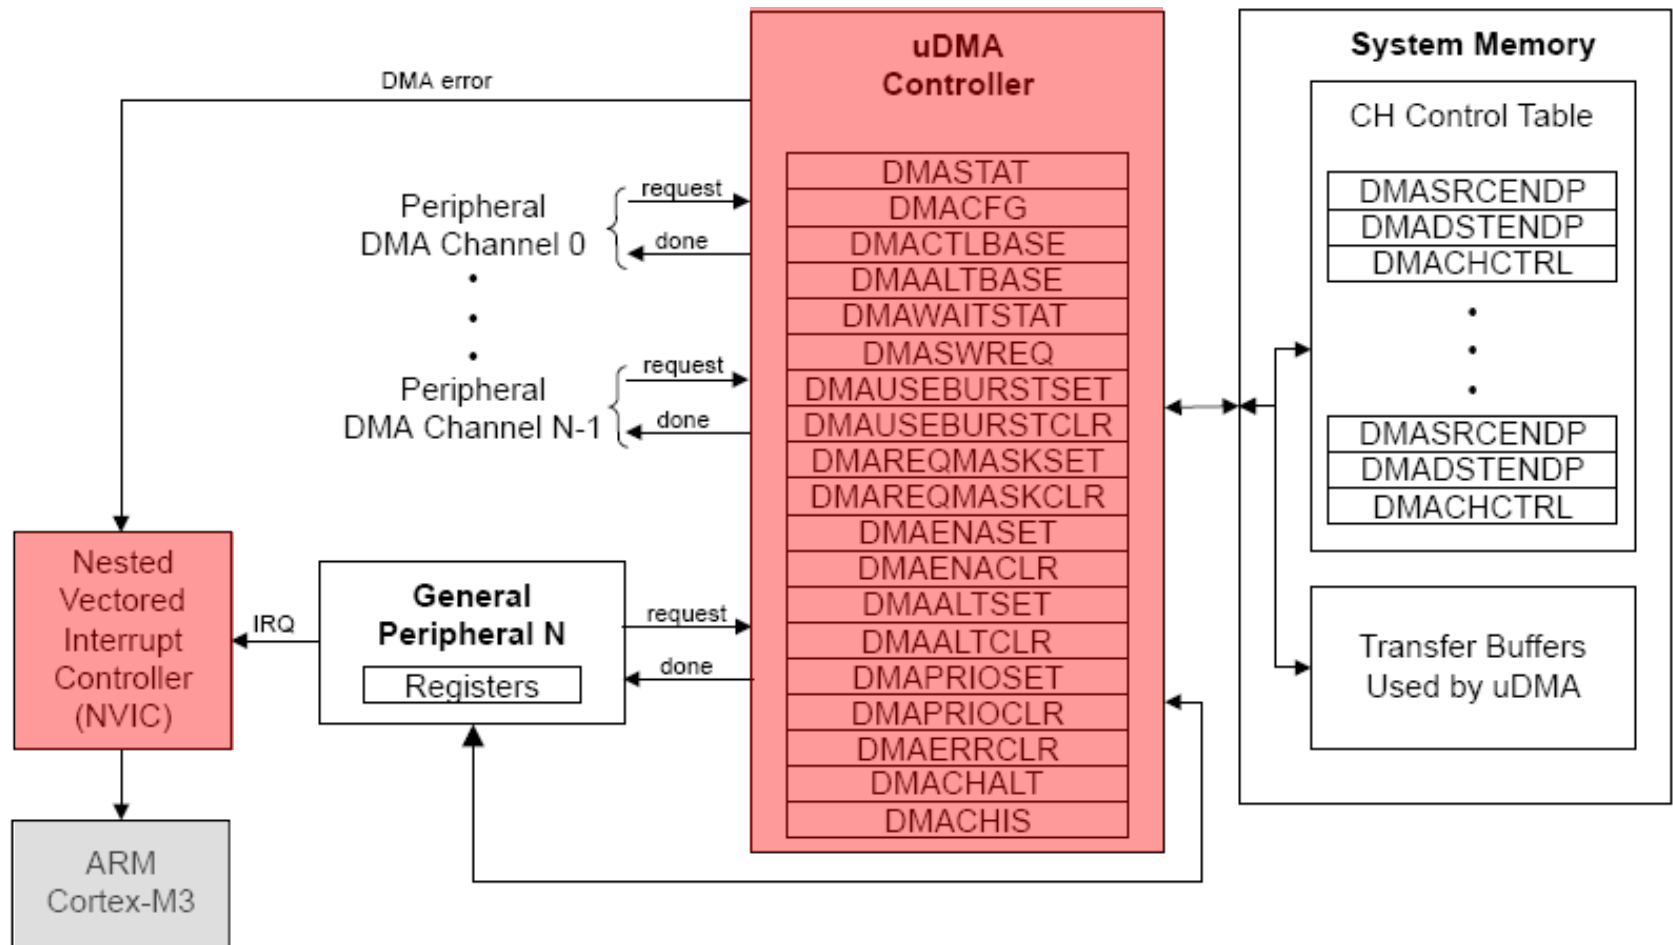 uDMA
Controller
System Memory
DMA error
CH Control Table
DMASTAT
DMACFG
DMACTLBASE
DMAALTBASE
DMAWAITSTAT
DMASWREQ
DMAUSEBURSTSET
DMAUSEBURSTCLR
DMAREQMASKSET
DMAREQMASKCLR
DMAENASET
DMAENACLR
DMAALTSET
DMAALTCLR
DMAPRIOSET
DMAPRIOCLR
DMAERRCLR
DMACHALT
DMACHIS
Peripheral
DMA Channel 0
request
done
Peripheral
DMA Channel N-1
request
done
DMASRCENDP
DMADSTENDP
DMACHCTRL
DMASRCENDP
DMADSTENDP
DMACHCTRL
Nested
Vectored
Interrupt
Controller
(NVIC)
IRQ
General
Peripheral N
Registers
request
done
Transfer Buffers
Used by uDMA
ARM
Cortex-M3